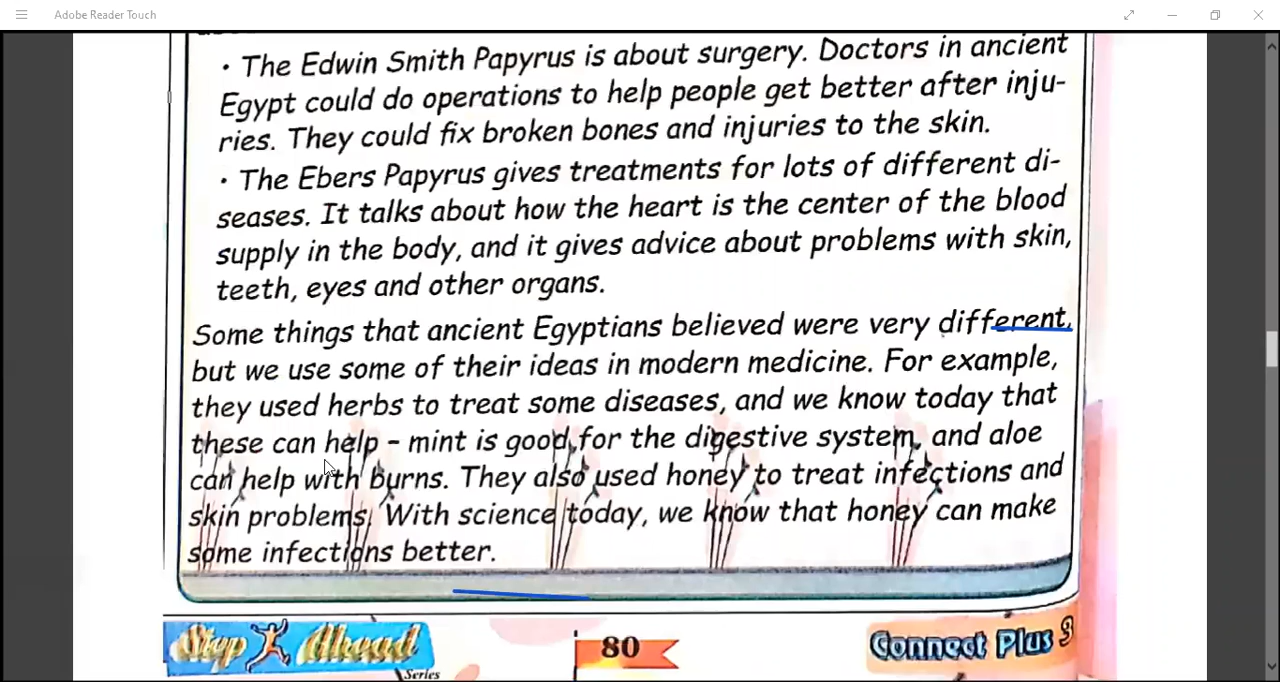 Adobe Reader Touch
• The Edwin Smith Papyrus is about surgery. Doctors in ancient
Egypt could do operations to help people get better after inju-
ries. They could fix broken bones and injuries to the skin.
• The Ebers Papyrus gives treatments for lots of different di-
seases. It talks about how the heart is the center of the blood
supply in the body, and it gives advice about problems with skin,
teeth, eyes and other organs.
Some things that ancient Egyptians believed were very different,
but we use some of their ideas in modern medicine. For example,
they used herbs to treat some diseases, and we know today that
these can help – mint is good for the digestive system, and aloe
can help with burns. They also used honey to treat infections and
skin problems. With science today, we know that honey can make
some infections better.
Step Ahead
Series
80
Connect Plus 3